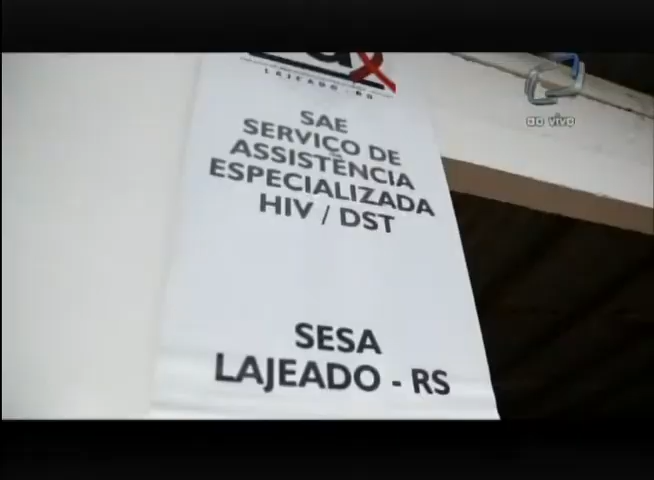 LAJEADO - RS
ao vivo
SAE
SERVIÇO DE
ASSISTÊNCIA
ESPECIALIZADA
HIV / DST
SESA
LAJEADO - RS